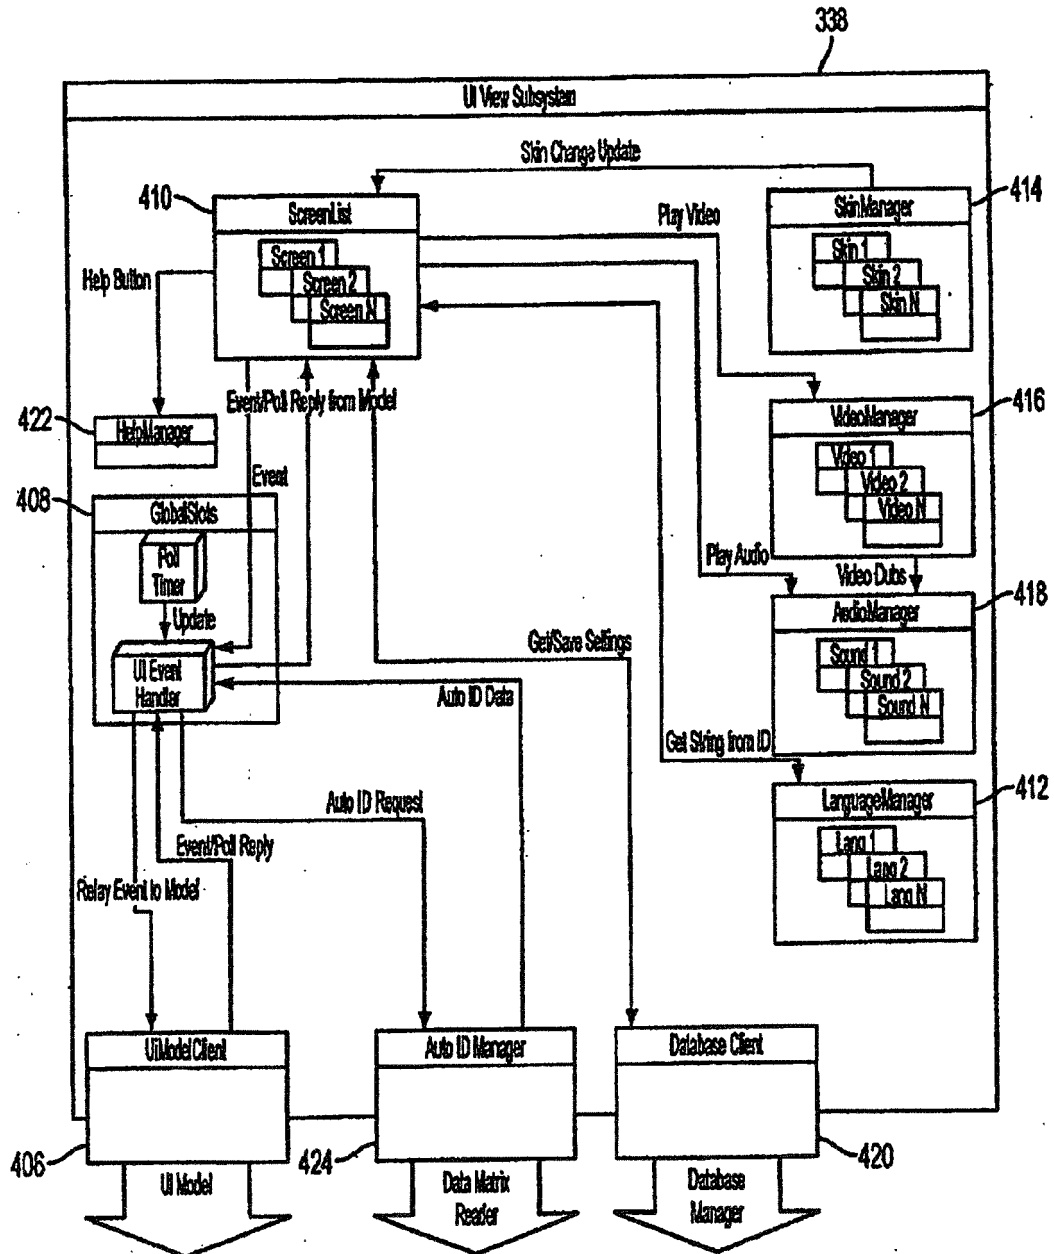 338
UI View Subsystem
Skin Change Update
410
ScreenList
Screen 1
Screen 2
Screen N
Play Video
414
SkinManager
Skin 1
Skin 2
Skin N
Help Button
Event/Poll Reply from Model
422
HelpManager
416
VideoManager
Video 1
Video 2
Video N
Event
408
GlobalSlots
Poll
Timer
Update
UI Event
Handler
Play Audio
Video Dubs
418
AudioManager
Sound 1
Sound 2
Sound N
Get/Save Settings
Auto ID Data
Get String from ID
412
LanguageManager
Lang 1
Lang 2
Lang N
Auto ID Request
Event/Poll Reply
Relay Event to Model
UiModelClient
Auto ID Manager
Database Client
406
424
420
UI Model
Data Matrix
Reader
Database
Manager